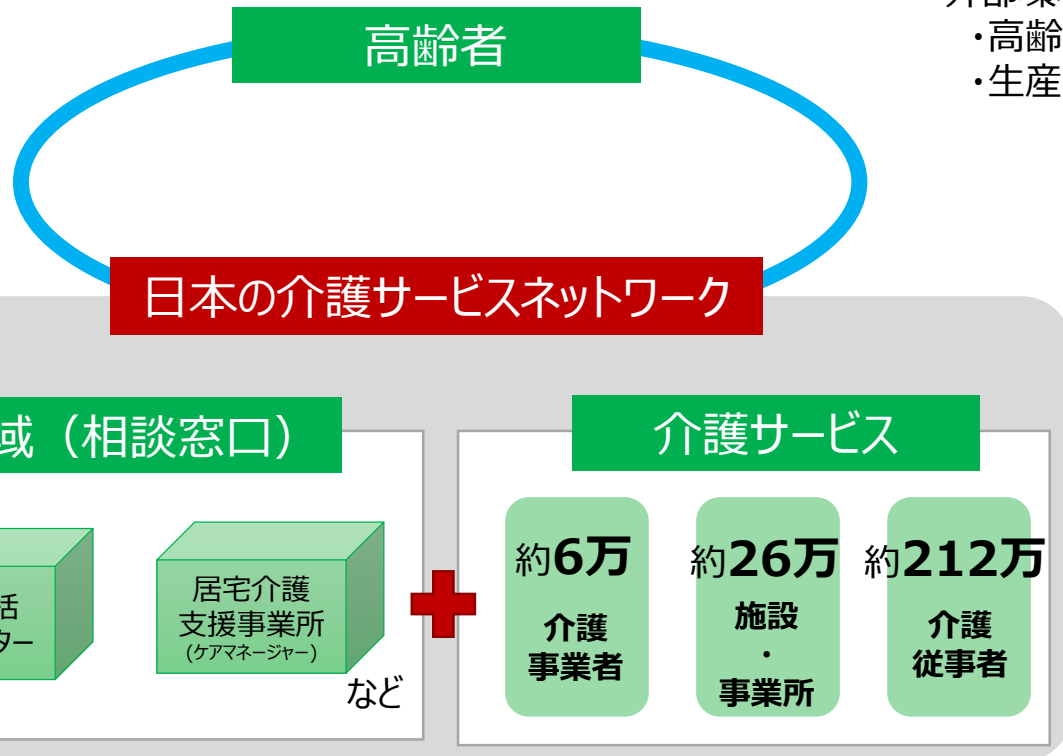 高齢者
・高齢
・生産
日本の介護サービスネットワーク
域（相談窓口）
括
ター
居宅介護
支援事業所
(ケアマネージャー)
など
介護サービス
約6万
介護
事業者
約26万
施設
・
事業所
約212万
介護
従事者